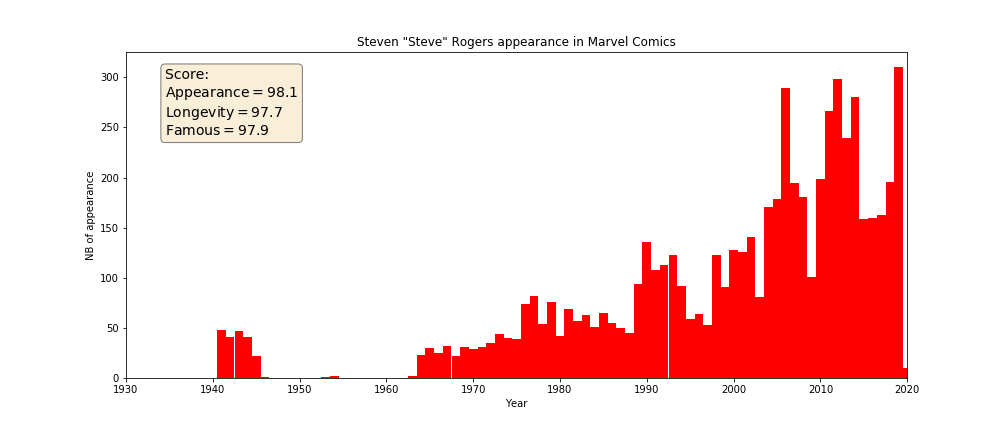 Steven "Steve" Rogers appearance in Marvel Comics
Score:
Appearance = 98.1
Longevity = 97.7
Famous = 97.9
NB of appearance
300
250
200
150
100
50
0
1930 1940 1950 1960 1970 1980 1990 2000 2010 2020
Year